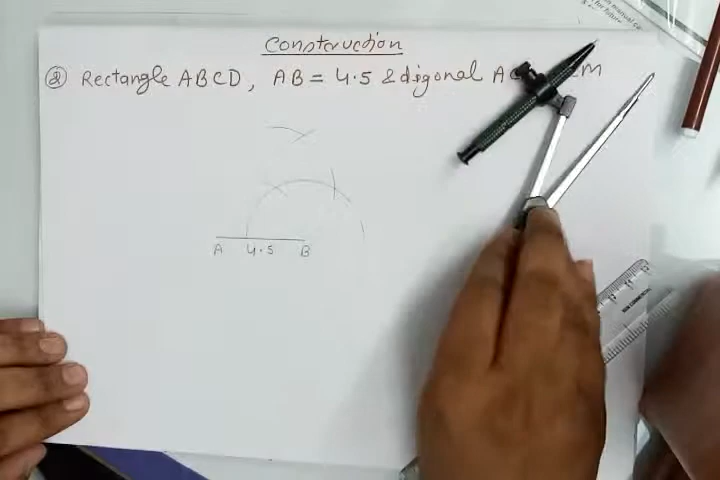 Construction
② Rectangle ABCD, AB = 4.5 & digonal A
A 4.5 B